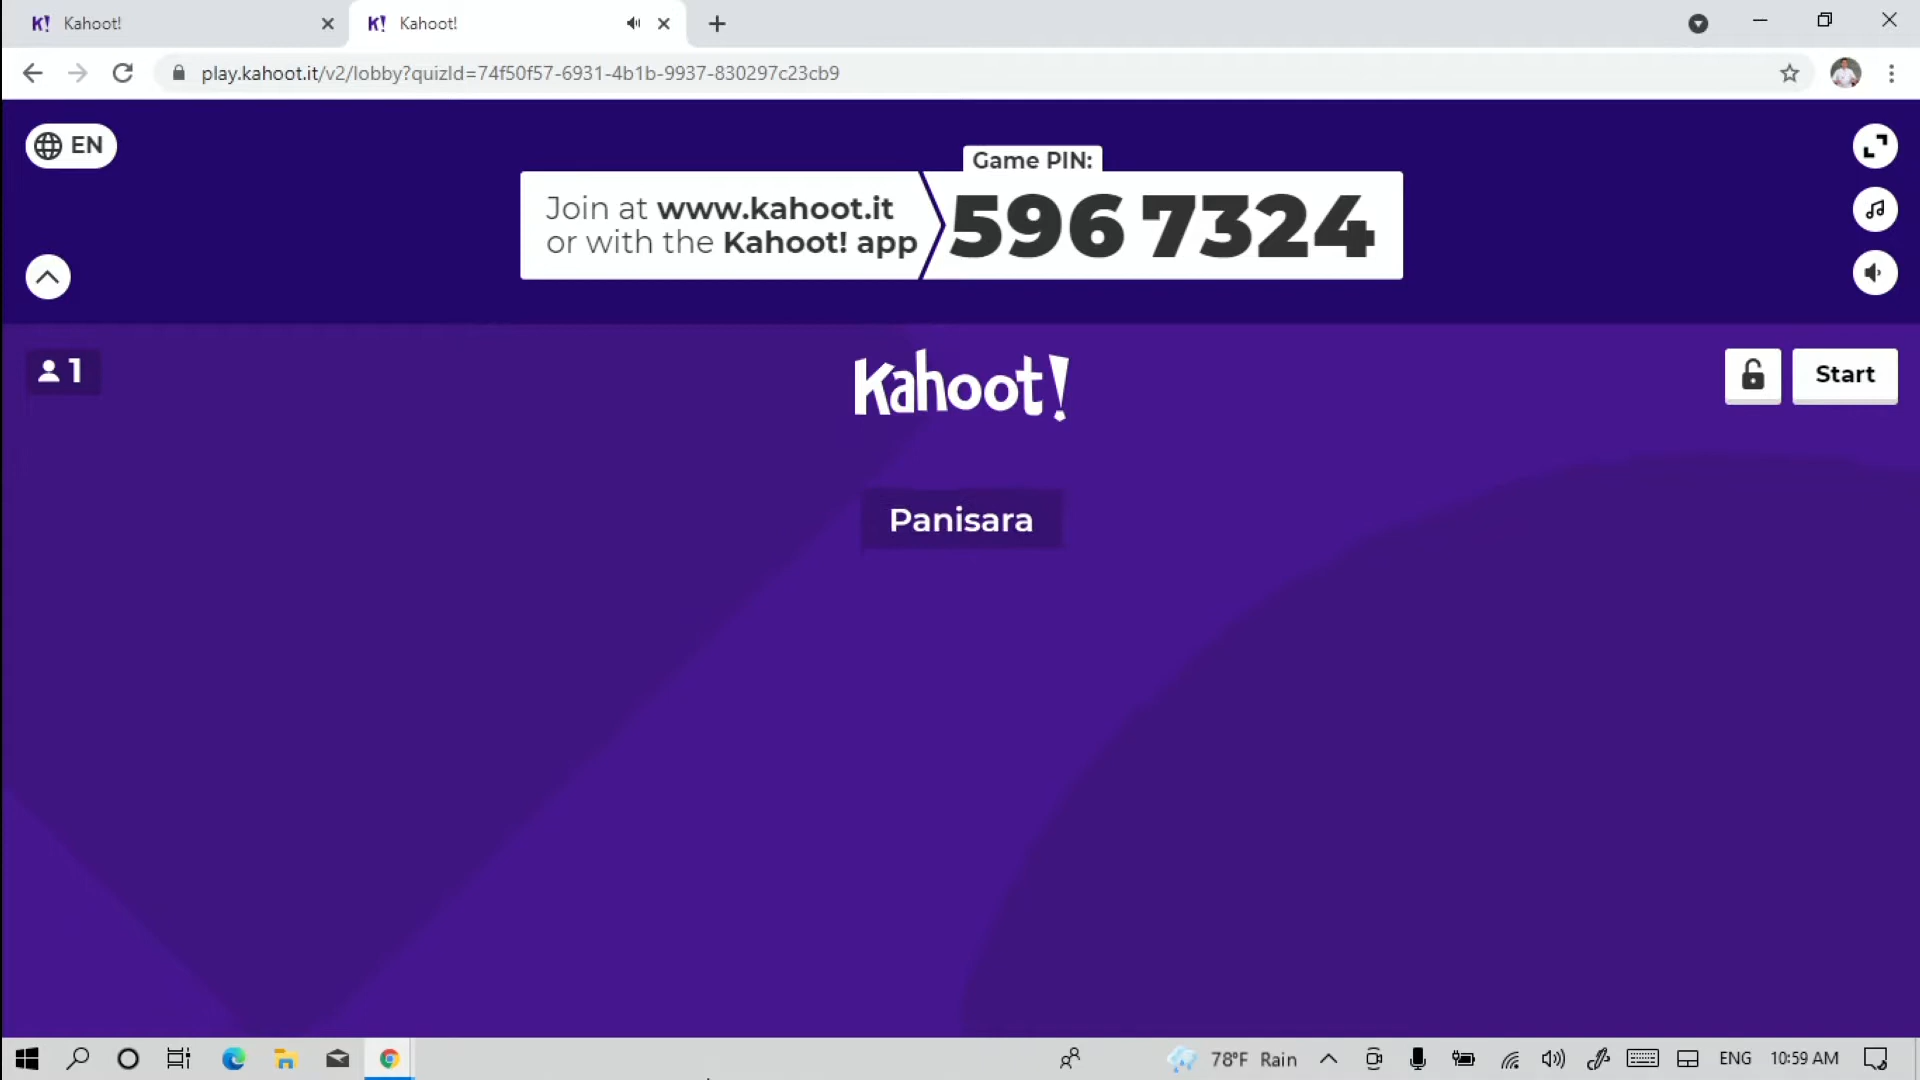 Kahoot!
Kahoot!
play.kahoot.it/v2/lobby?quizId=74f50f57-6931-4b1b-9937-830297c23cb9
EN
Game PIN:
Join at www.kahoot.it
or with the Kahoot! app
596 7324
1
Kahoot!
Start
Panisara
78°F Rain
ENG
10:59 AM